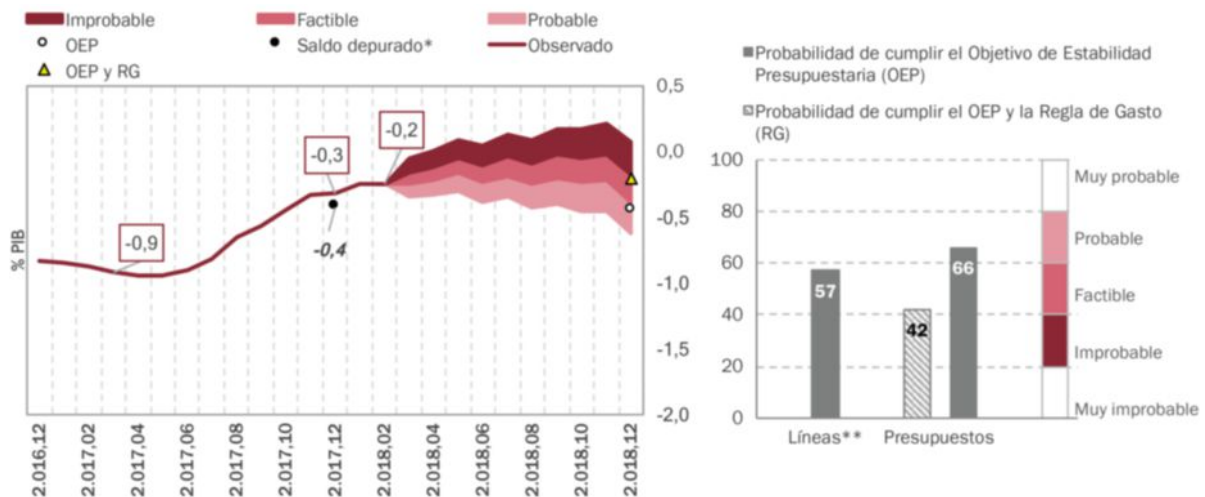 Improbable
Factible
Probable
OEP
Saldo depurado*
Observado
OEP y RG
0,5
0,0
-0,5
-1,0
-1,5
-2,0
% PIB
-0,9
-0,3
-0,4
-0,2
2.016,12
2.017,02
2.017,04
2.017,06
2.017,08
2.017,10
2.017,12
2.018,02
2.018,04
2.018,06
2.018,08
2.018,10
2.018,12
Probabilidad de cumplir el Objetivo de Estabilidad
Presupuestaria (OEP)
Probabilidad de cumplir el OEP y la Regla de Gasto
(RG)
100
80
60
40
20
0
57
42
66
Líneas**
Presupuestos
Muy probable
Probable
Factible
Improbable
Muy improbable